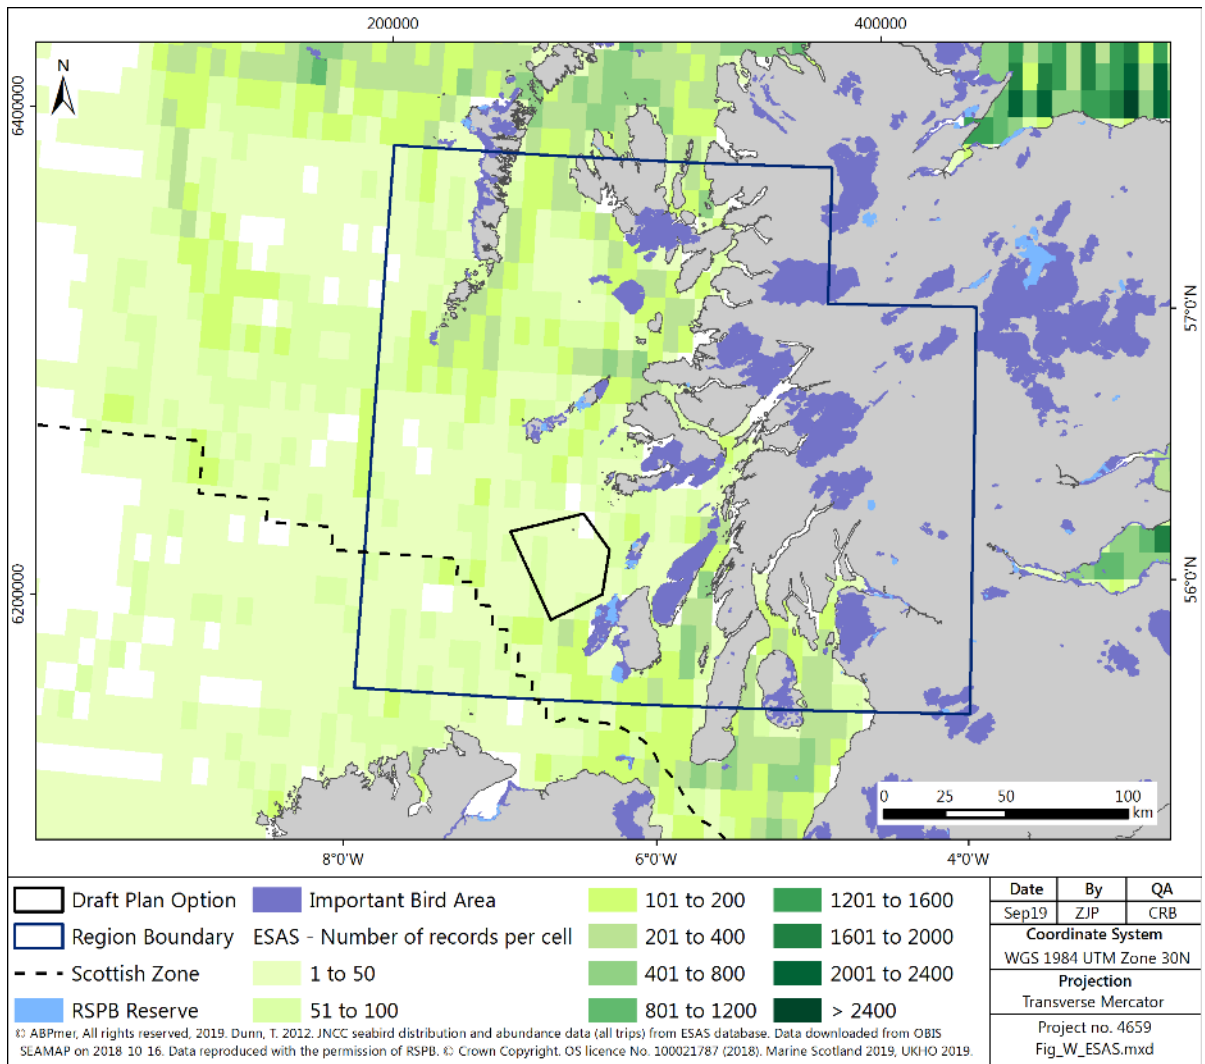 200000
400000
N
6400000
6200000
57°0'N
56°0'N
0
25
50
100
km
8°0'W
6°0'W
4°0'W
Draft Plan Option
Region Boundary
Scottish Zone
RSPB Reserve
Important Bird Area
ESAS - Number of records per cell
1 to 50
51 to 100
101 to 200
201 to 400
401 to 800
801 to 1200
1201 to 1600
1601 to 2000
2001 to 2400
> 2400
Date By QA
Sep19 ZJP CRB
Coordinate System
WGS 1984 UTM Zone 30N
Projection
Transverse Mercator
Project no. 4659
Fig_W_ESAS.mxd
© ABPmer, All rights reserved, 2019. Dunn, T. 2012. JNCC seabird distribution and abundance data (all trips) from ESAS database. Data downloaded from OBIS
SEAMAP on 2018-10-16. Data reproduced with the permission of RSPB. © Crown Copyright. OS licence No. 100021787 (2018). Marine Scotland 2019, UKHO 2019.